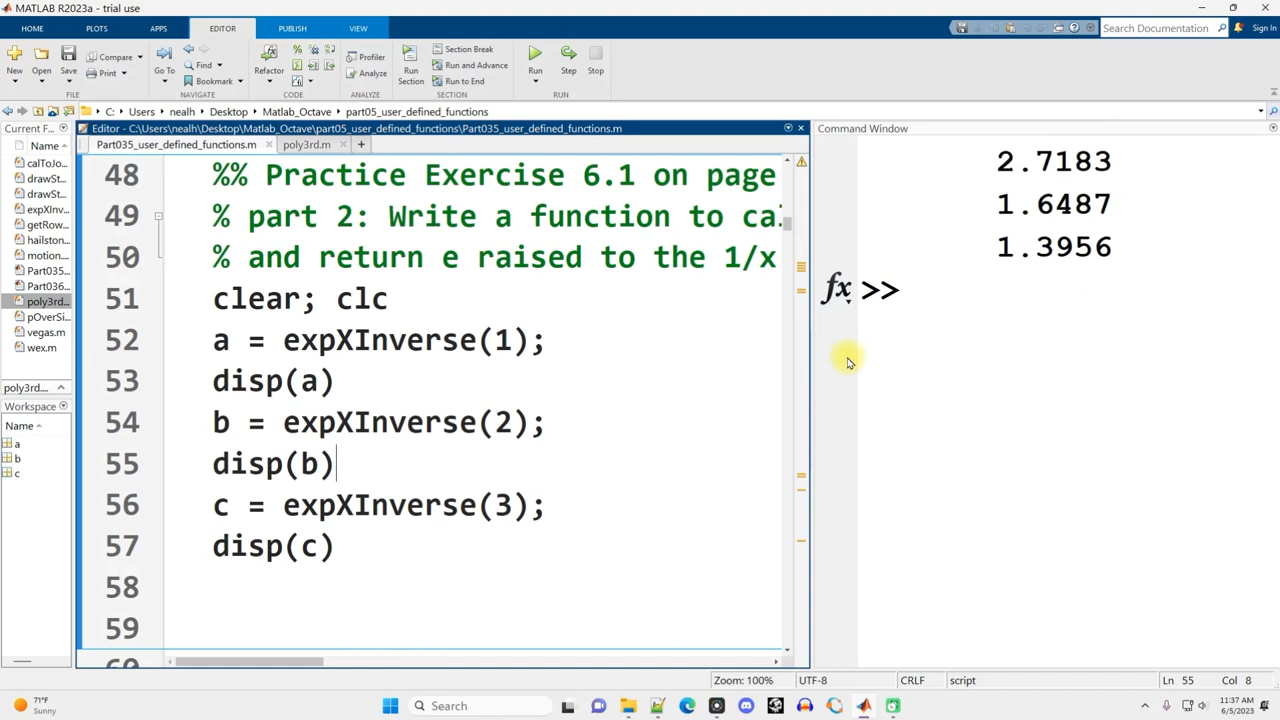 MATLAB R2023a - trial use
HOME PLOTS APPS EDITOR PUBLISH VIEW Search Documentation Sign In
New Open Save Compare Print Go To Find Bookmark Refactor Profiler Analyze Run Section Section Break Run and Advance Run to End Run Step Stop
FILE NAVIGATE CODE ANALYZE SECTION RUN
C: Users nealh Desktop Matlab_Octave part05_user_defined_functions
Current F...
Name
calToJo...
drawSt...
drawSt...
expXInv...
getRow...
hailston...
motion...
Part035...
Part036...
poly3rd...
pOverSi...
vegas.m
wex.m
poly3rd....
Workspace
Name
a
b
c
Editor - C:\Users\nealh\Desktop\Matlab_Octave\part05_user_defined_functions\Part035_user_defined_functions.m
Part035_user_defined_functions.m poly3rd.m
48 %% Practice Exercise 6.1 on page
49 % part 2: Write a function to cal
50 % and return e raised to the 1/x
51 clear; clc
52 a = expXInverse(1);
53 disp(a)
54 b = expXInverse(2);
55 disp(b)
56 c = expXInverse(3);
57 disp(c)
58
59
60
Command Window
2.7183
1.6487
1.3956
fx >>
Zoom: 100% UTF-8 CRLF script Ln 55 Col 8
71°F
Sunny
Search
11:37 AM
6/5/2023